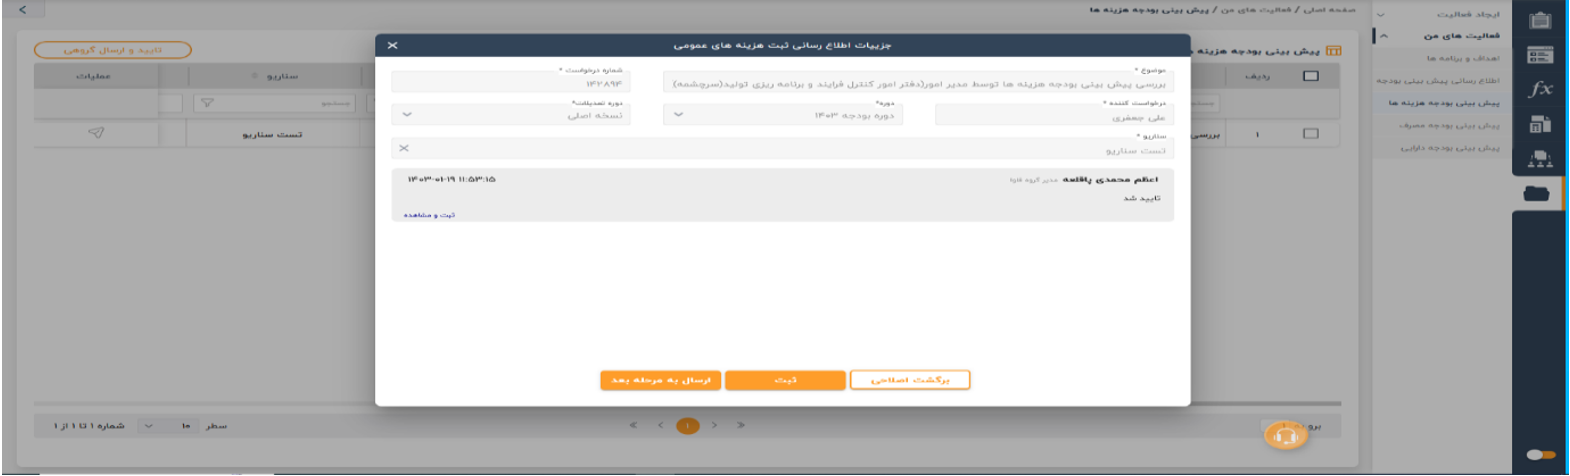 صفحه اصلی / فعالیت های من / پیش بینی بودجه هزینه ها
ایجاد فعالیت
فعالیت های من
اهداف و برنامه ها
اطلاع رسانی پیش بینی بودجه
پیش بینی بودجه هزینه ها
پیش بینی بودجه مصرف
پیش بینی بودجه دارایی
fx
پیش بینی بودجه هزینه
تایید و ارسال گروهی
ردیف
سناریو
عملیات
جستجو
جستجو
۱
بررسی
تست سناریو
جزییات اطلاع رسانی ثبت هزینه های عمومی
موضوع *
بررسی پیش بینی بودجه هزینه ها توسط مدیر امور(دفتر امور کنترل فرایند و برنامه ریزی تولید(سرچشمه)
شماره درخواست *
۱۴۲۸۹۴
درخواست کننده *
علی جعفری
دوره*
دوره بودجه ۱۴۰۳
دوره تعدیلات*
نسخه اصلی
سناریو *
تست سناریو
اعظم محمدی پاقلعه مدیر گروه فاوا
۱۴۰۳-۰۱-۱۹ ۱۱:۵۳:۱۵
تایید شد
ثبت و مشاهده
برگشت اصلاحی
ثبت
ارسال به مرحله بعد
۱
سطر ۱۰
شماره ۱ تا ۱ از ۱